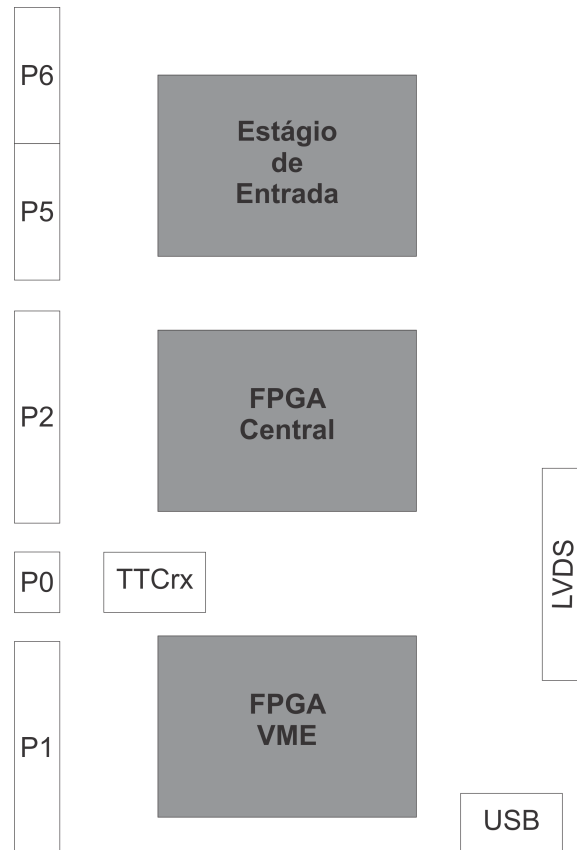 P6
Estágio
de
Entrada
P5
P2
FPGA
Central
P0
TTCrx
LVDS
FPGA
VME
P1
USB